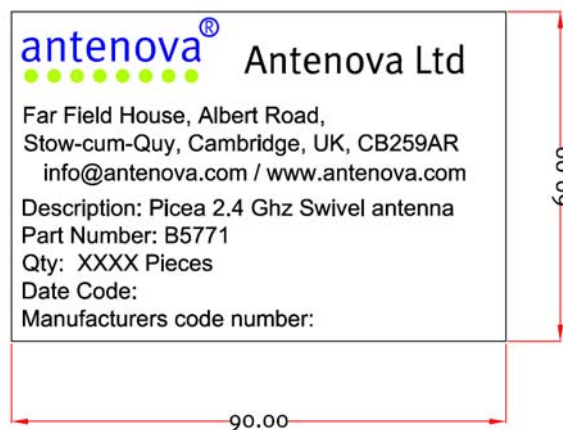 antenova®
Antenova Ltd
Far Field House, Albert Road,
Stow-cum-Quy, Cambridge, UK, CB259AR
info@antenova.com / www.antenova.com
Description: Picea 2.4 Ghz Swivel antenna
Part Number: B5771
Qty: XXXX Pieces
Date Code:
Manufacturers code number:
60.00
90.00